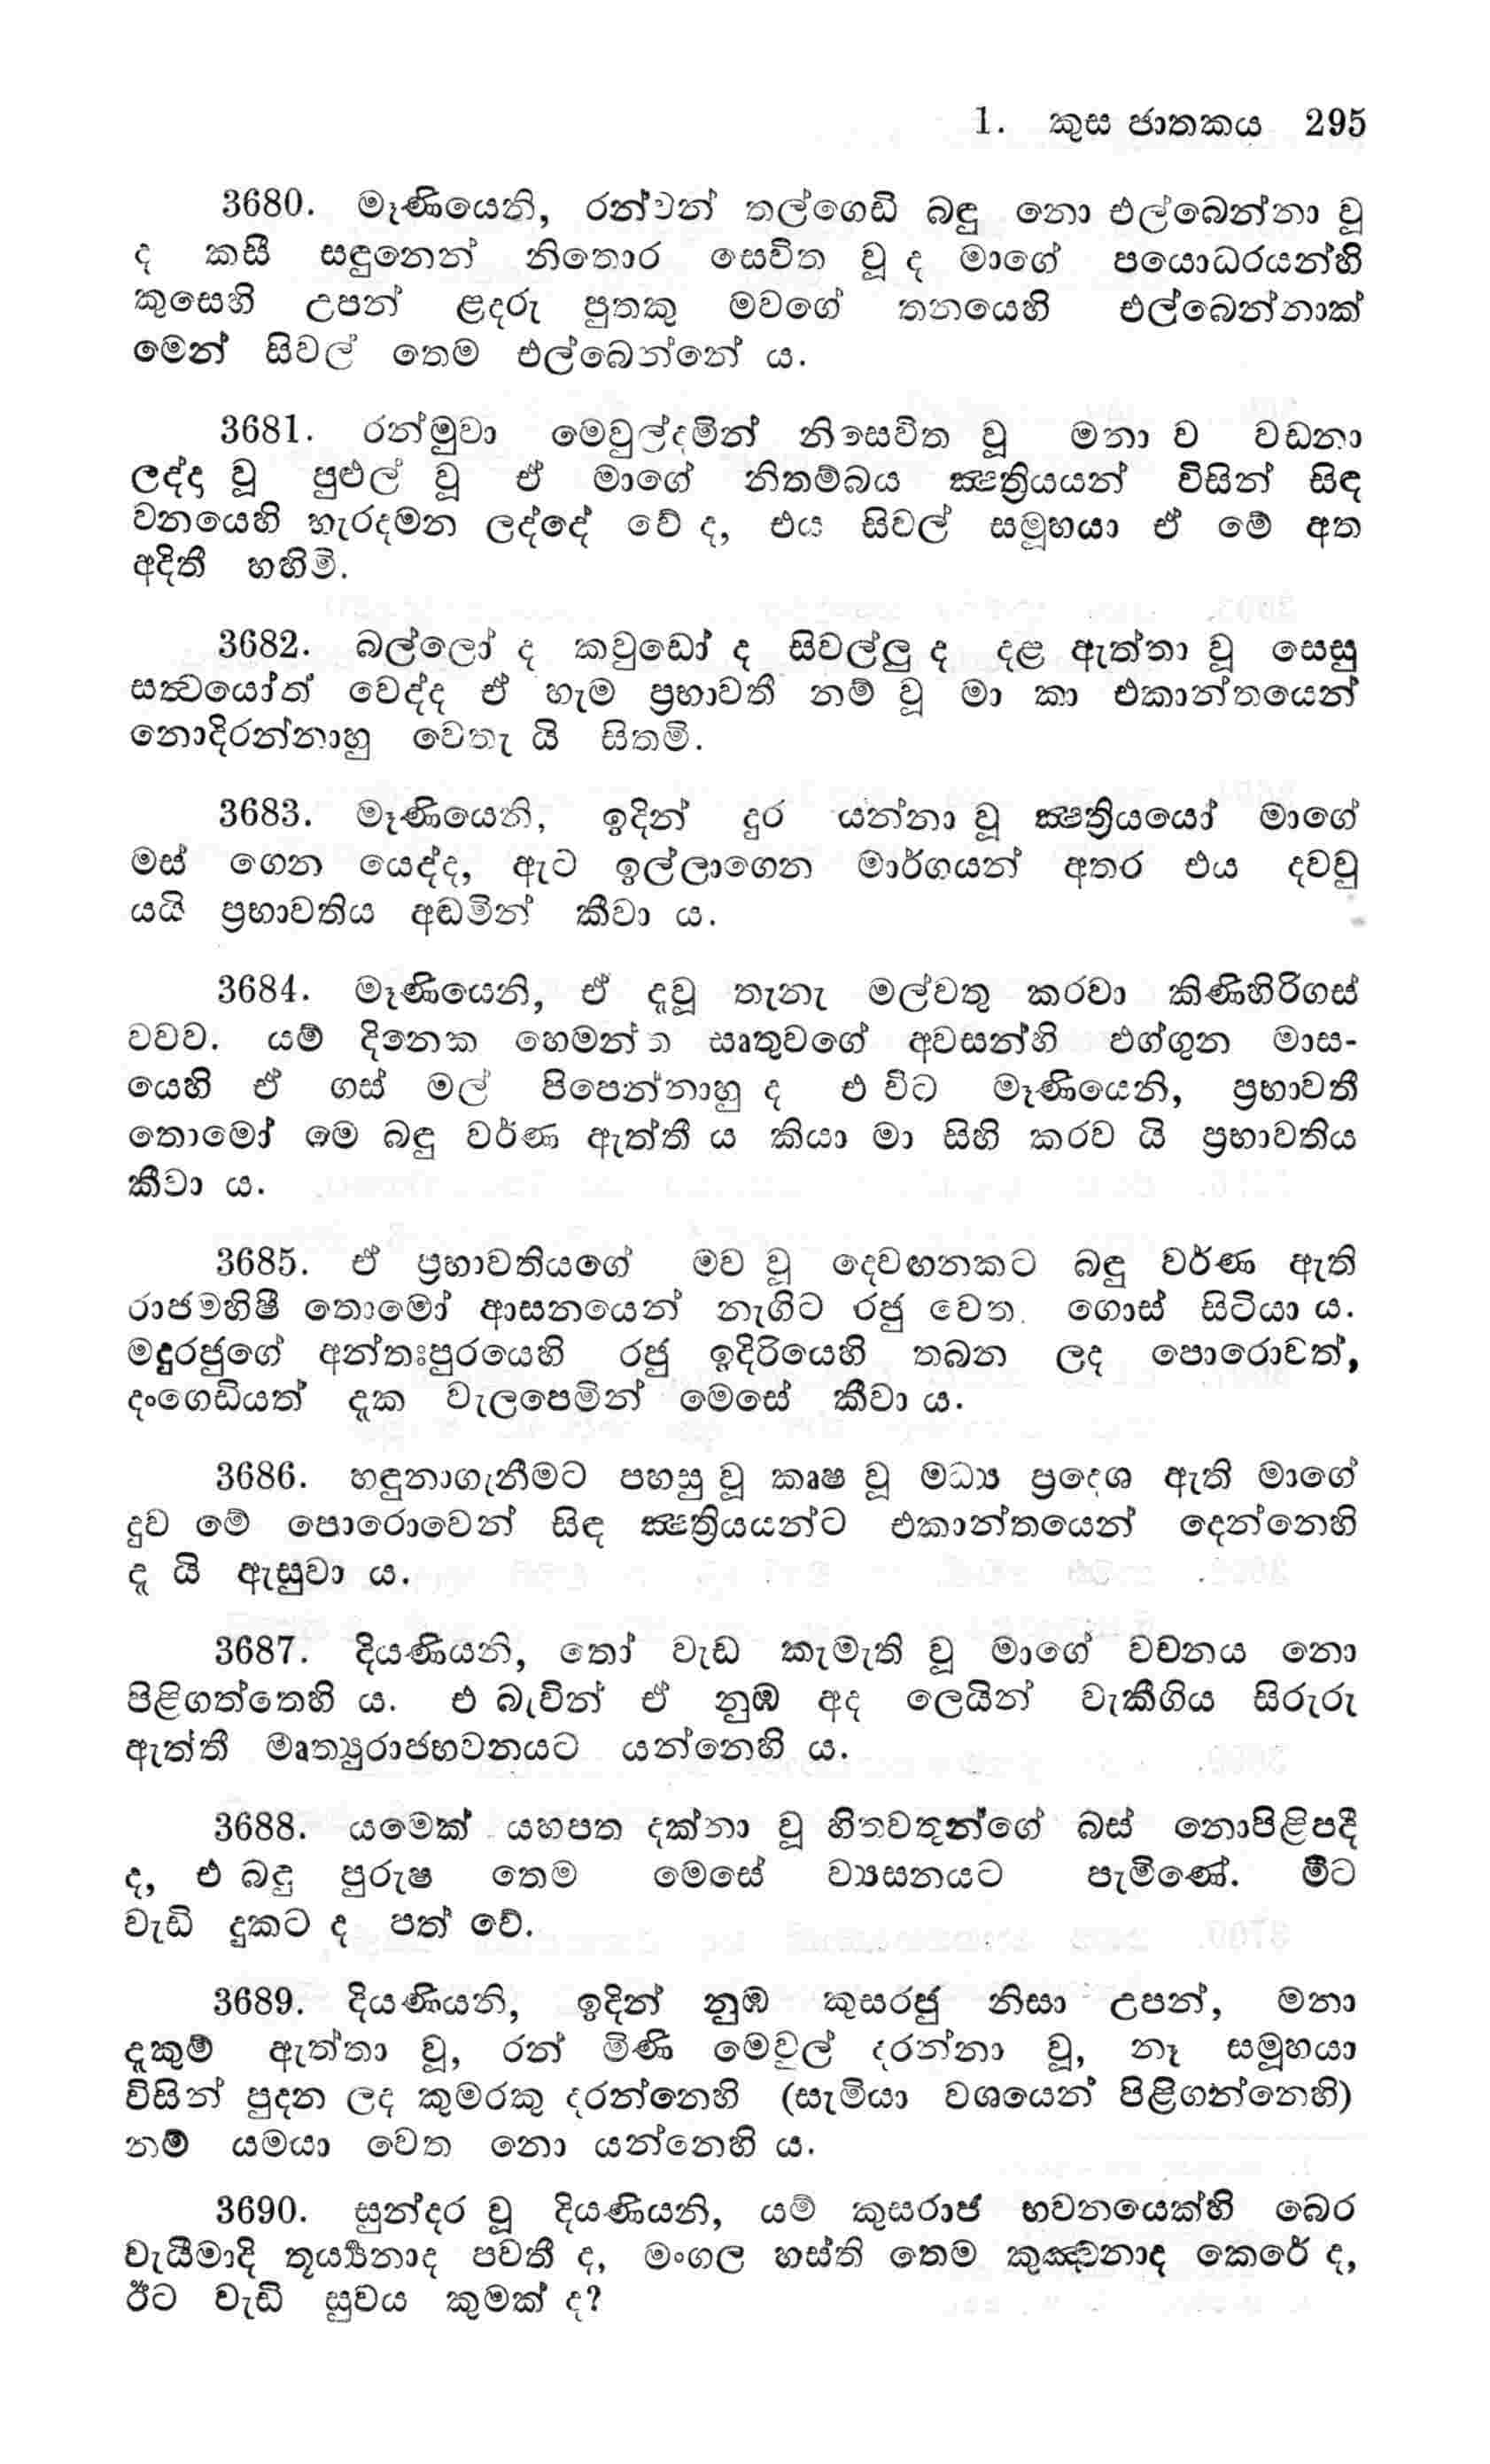 1. කුස ජාතකය 295
3680. මෑණියෙනි, රන්වන් තල්ගෙඩි බඳු නො එල්බෙන්නා වූ
ද කසී සඳුනෙන් නිතොර සෙවිත වූ ද මාගේ පයොධරයන්හි
කුසෙහි උපන් ළදරු පුතකු මවගේ තනයෙහි එල්බෙන්නාක්
මෙන් සිවල් තෙම එල්බෙන්නේ ය.
3681. රන්මුවා මෙවුල්දමින් නිසෙවිත වූ මනා ව වඩනා
ලද්ද වූ පුළුල් වූ ඒ මාගේ නිතම්බය ක්‍ෂත්‍රියයන් විසින් සිඳ
වනයෙහි හැරදමන ලද්දේ වේ ද, එය සිවල් සමූහයා ඒ මේ අත
අදිතී හඟිමි.
3682. බල්ලෝ ද කවුඩෝ ද සිවල්ලු ද දළ ඇත්තා වූ සෙසු
සත්‍වයෝත් වෙද්ද ඒ හැම ප්‍රභාවතී නම් වූ මා කා එකාන්තයෙන්
නොදිරන්නාහු වෙතැ යි සිතමි.
3683. මෑණියෙනි, ඉදින් දුර යන්නා වූ ක්‍ෂත්‍රියයෝ මාගේ
මස් ගෙන යෙද්ද, ඇට ඉල්ලාගෙන මාර්ගයන් අතර එය දවවු
යයි ප්‍රභාවතිය අඬමින් කීවා ය.
3684. මෑණියෙනි, ඒ දැවූ තැනැ මල්වතු කරවා කිණිහිරිගස්
වවව. යම් දිනෙක හෙමන්ත සෘතුවගේ අවසන්හි ඵග්ගුන මාස-
යෙහි ඒ ගස් මල් පිපෙන්නාහු ද එ විට මෑණියෙනි, ප්‍රභාවතී
තොමෝ මෙ බඳු වර්ණ ඇත්තී ය කියා මා සිහි කරව යි ප්‍රභාවතිය
කීවා ය.
3685. ඒ ප්‍රභාවතියගේ මව වූ දෙවඟනකට බඳු වර්ණ ඇති
රාජමහිෂී තොමෝ ආසනයෙන් නැගිට රජු වෙත ගොස් සිටියා ය.
මදුරජුගේ අන්තඃපුරයෙහි රජු ඉදිරියෙහි තබන ලද පොරොවත්,
දංගෙඩියත් දැක වැලපෙමින් මෙසේ කීවා ය.
3686. හඳුනාගැනීමට පහසු වූ කෘෂ වූ මධ්‍ය ප්‍රදෙශ ඇති මාගේ
දුව මේ පොරොවෙන් සිඳ ක්‍ෂත්‍රියයන්ට එකාන්තයෙන් දෙන්නෙහි
දැ යි ඇසුවා ය.
3687. දියණියනි, තෝ වැඩ කැමැති වූ මාගේ වචනය නො
පිළිගත්තෙහි ය. එ බැවින් ඒ නුඹ අද ලෙයින් වැකීගිය සිරුරු
ඇත්තී මෘත්‍යුරාජභවනයට යන්නෙහි ය.
3688. යමෙක් යහපත දක්නා වූ හිතවතුන්ගේ බස් නොපිළිපදී
ද, එ බඳු පුරුෂ තෙම මෙසේ ව්‍යසනයට පැමිණේ. මීට
වැඩි දුකට ද පත් වේ.
3689. දියණියනි, ඉදින් නුඹ කුසරජු නිසා උපන්, මනා
දැකුම් ඇත්තා වූ, රන් මිණි මෙවුල් දරන්නා වූ, නෑ සමූහයා
විසින් පුදන ලද කුමරකු දරන්නෙහි (සැමියා වශයෙන් පිළිගන්නෙහි)
නම් යමයා වෙත නො යන්නෙහි ය.
3690. සුන්දර වූ දියණියනි, යම් කුසරාජ භවනයෙක්හි බෙර
වැයීමාදි තූර්‍ය්‍යනාද පවතී ද, මංගල හස්ති තෙම කුඤ්චනාද කෙරේ ද,
ඊට වැඩි සුවය කුමක් ද?